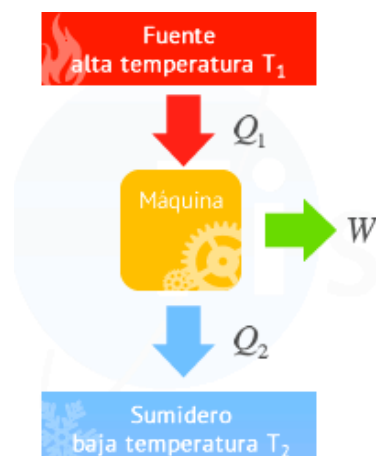 Fuente
alta temperatura T₁
Q₁
Máquina
W
Q₂
Sumidero
baja temperatura T₂